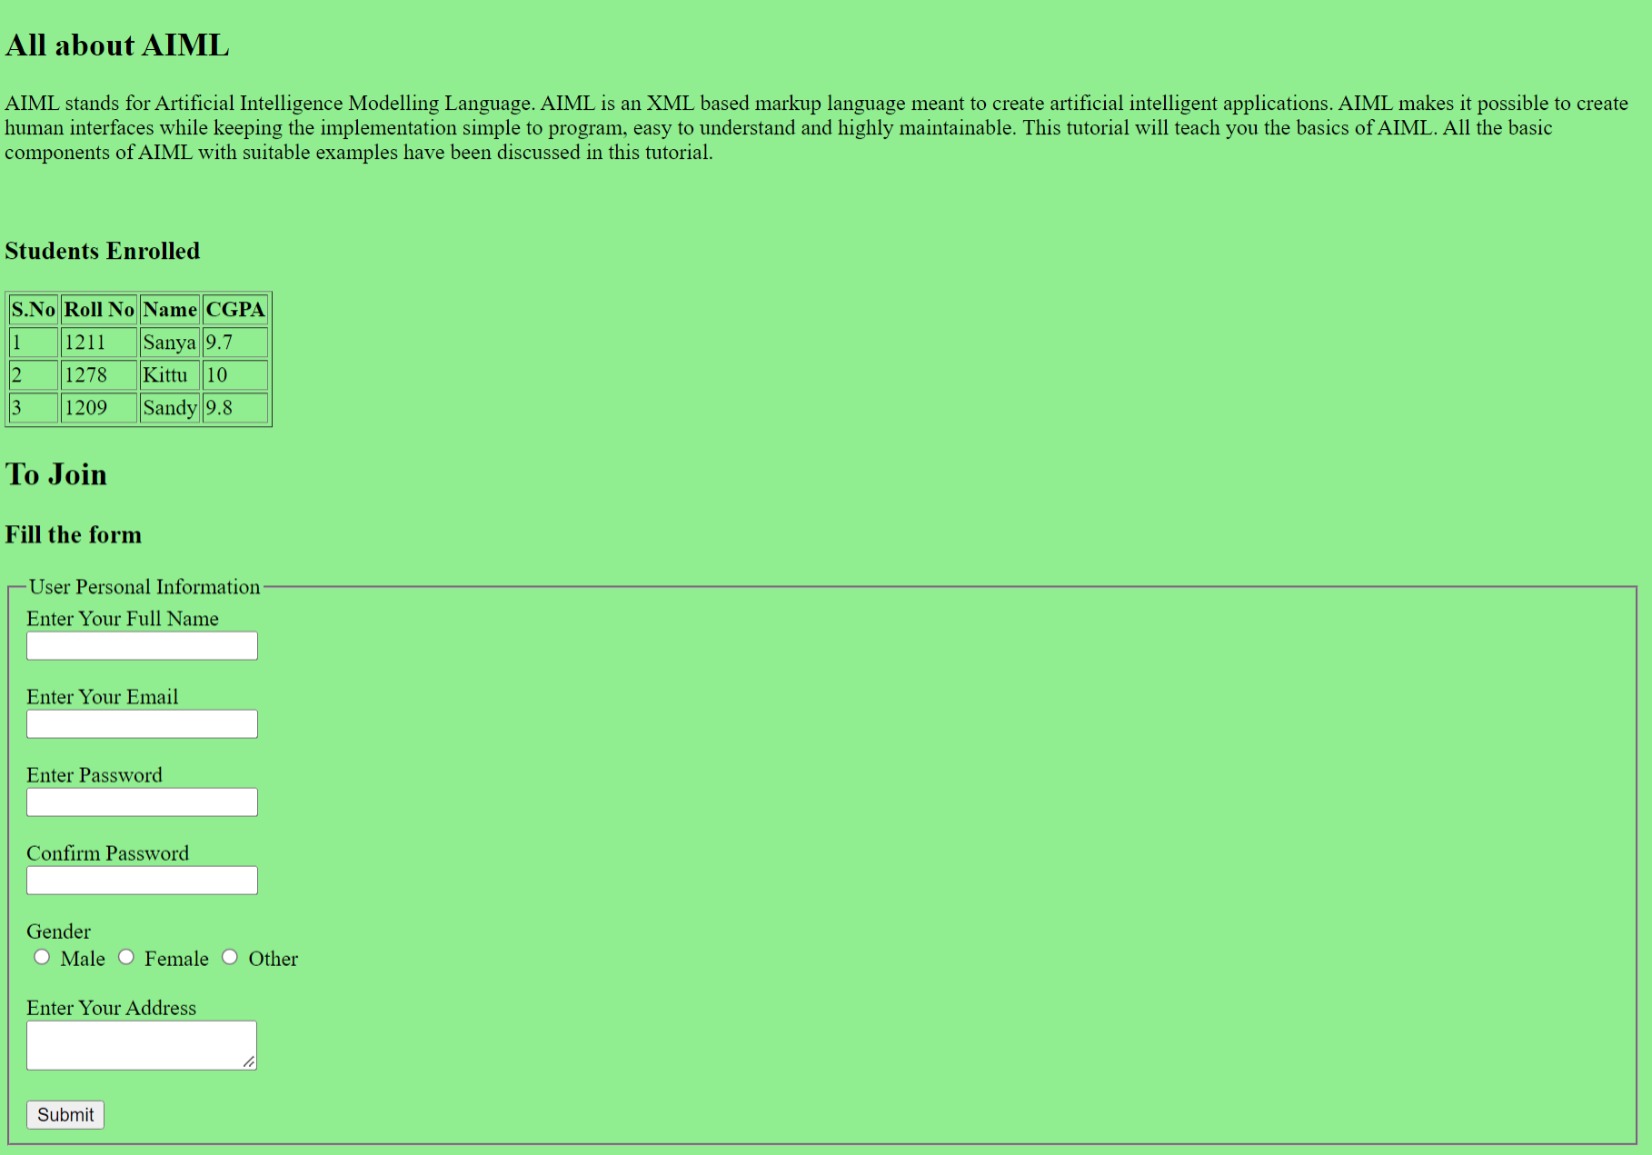 All about AIML
AIML stands for Artificial Intelligence Modelling Language. AIML is an XML based markup language meant to create artificial intelligent applications. AIML makes it possible to create
human interfaces while keeping the implementation simple to program, easy to understand and highly maintainable. This tutorial will teach you the basics of AIML. All the basic
components of AIML with suitable examples have been discussed in this tutorial.
Students Enrolled
S.No Roll No Name CGPA
1 1211 Sanya 9.7
2 1278 Kittu 10
3 1209 Sandy 9.8
To Join
Fill the form
User Personal Information
Enter Your Full Name
Enter Your Email
Enter Password
Confirm Password
Gender
Male Female Other
Enter Your Address
Submit